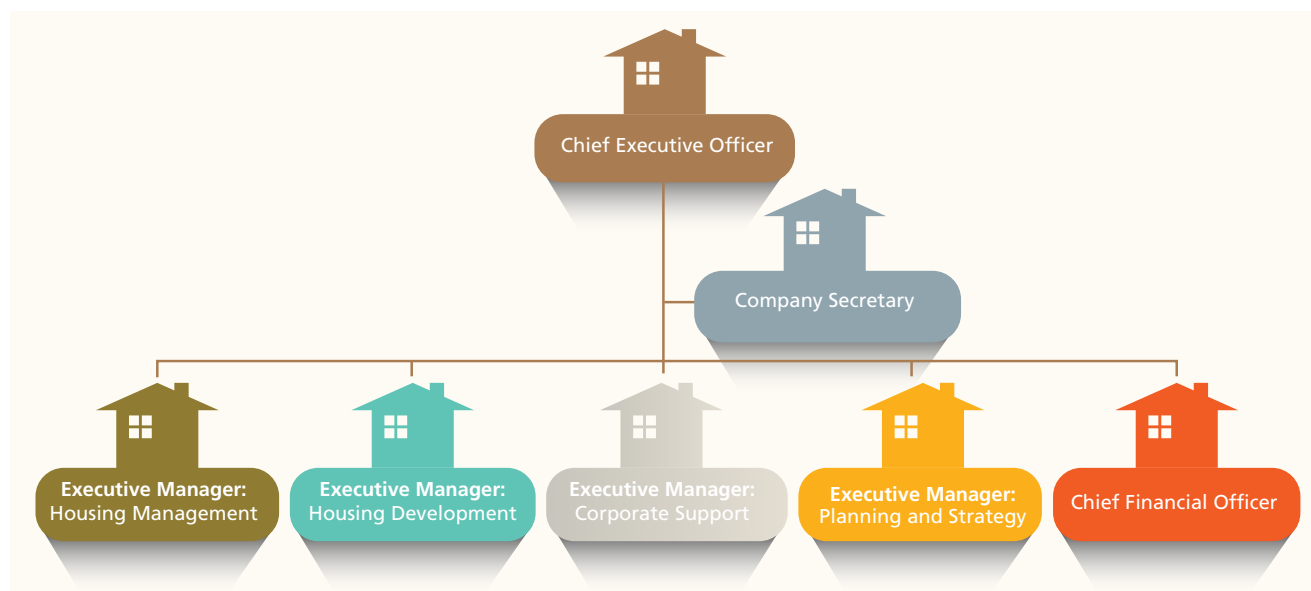 Chief Executive Officer
Company Secretary
Executive Manager:
Housing Management
Executive Manager:
Housing Development
Executive Manager:
Corporate Support
Executive Manager:
Planning and Strategy
Chief Financial Officer